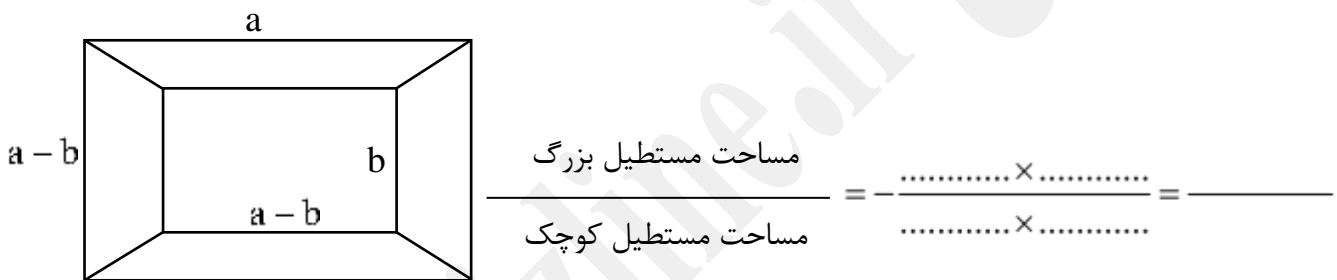 a
a – b
b
a – b
مساحت مستطیل بزرگ
مساحت مستطیل کوچک
= – ............×............ / ............×............ = ———